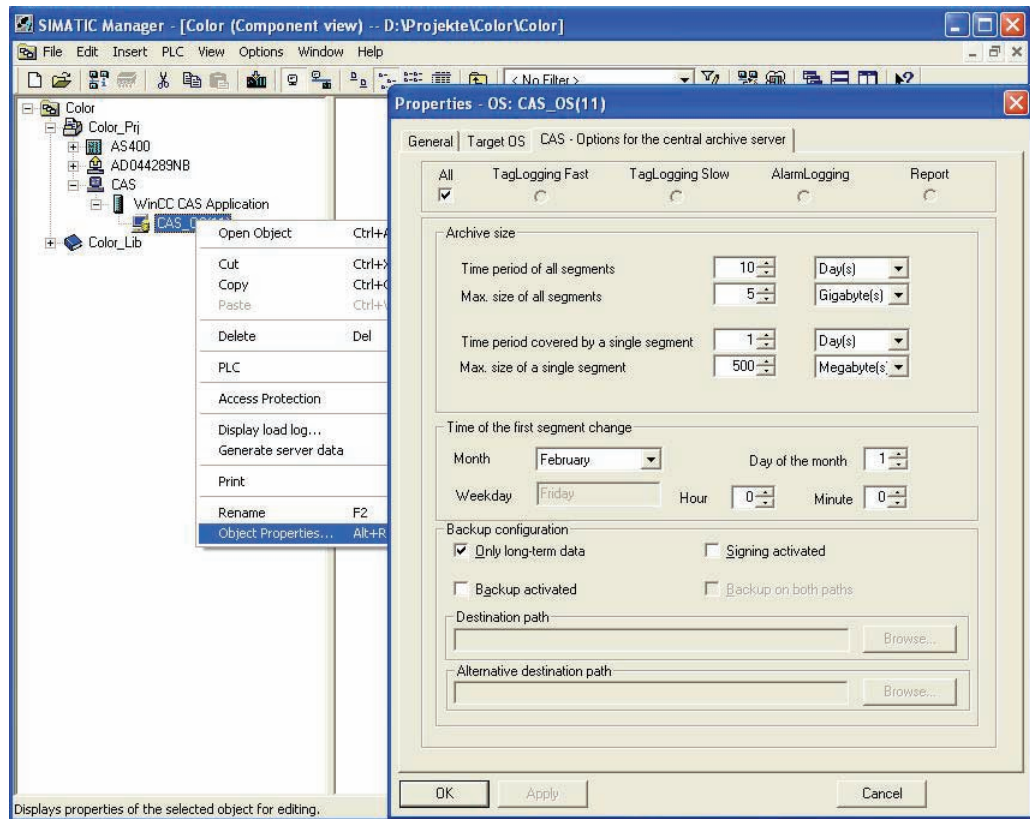 SIMATIC Manager - [Color (Component view) -- D:\Projekte\Color\Color]
File Edit Insert PLC View Options Window Help
< No Filter >
Color
Color_Prj
AS400
AD044289NB
CAS
WinCC CAS Application
CAS_OS(11)
Color_Lib
Open Object Ctrl+A
Cut Ctrl+X
Copy Ctrl+C
Paste Ctrl+V
Delete Del
PLC
Access Protection
Display load log...
Generate server data
Print
Rename F2
Object Properties... Alt+R
Displays properties of the selected object for editing.
Properties - OS: CAS_OS(11)
General Target OS CAS - Options for the central archive server
All TagLogging Fast TagLogging Slow AlarmLogging Report
Archive size
Time period of all segments 10 Day(s)
Max. size of all segments 5 Gigabyte(s)
Time period covered by a single segment 1 Day(s)
Max. size of a single segment 500 Megabyte(s
Time of the first segment change
Month February Day of the month 1
Weekday Friday Hour 0 Minute 0
Backup configuration
Only long-term data Signing activated
Backup activated Backup on both paths
Destination path
Browse...
Alternative destination path
Browse...
OK Apply Cancel